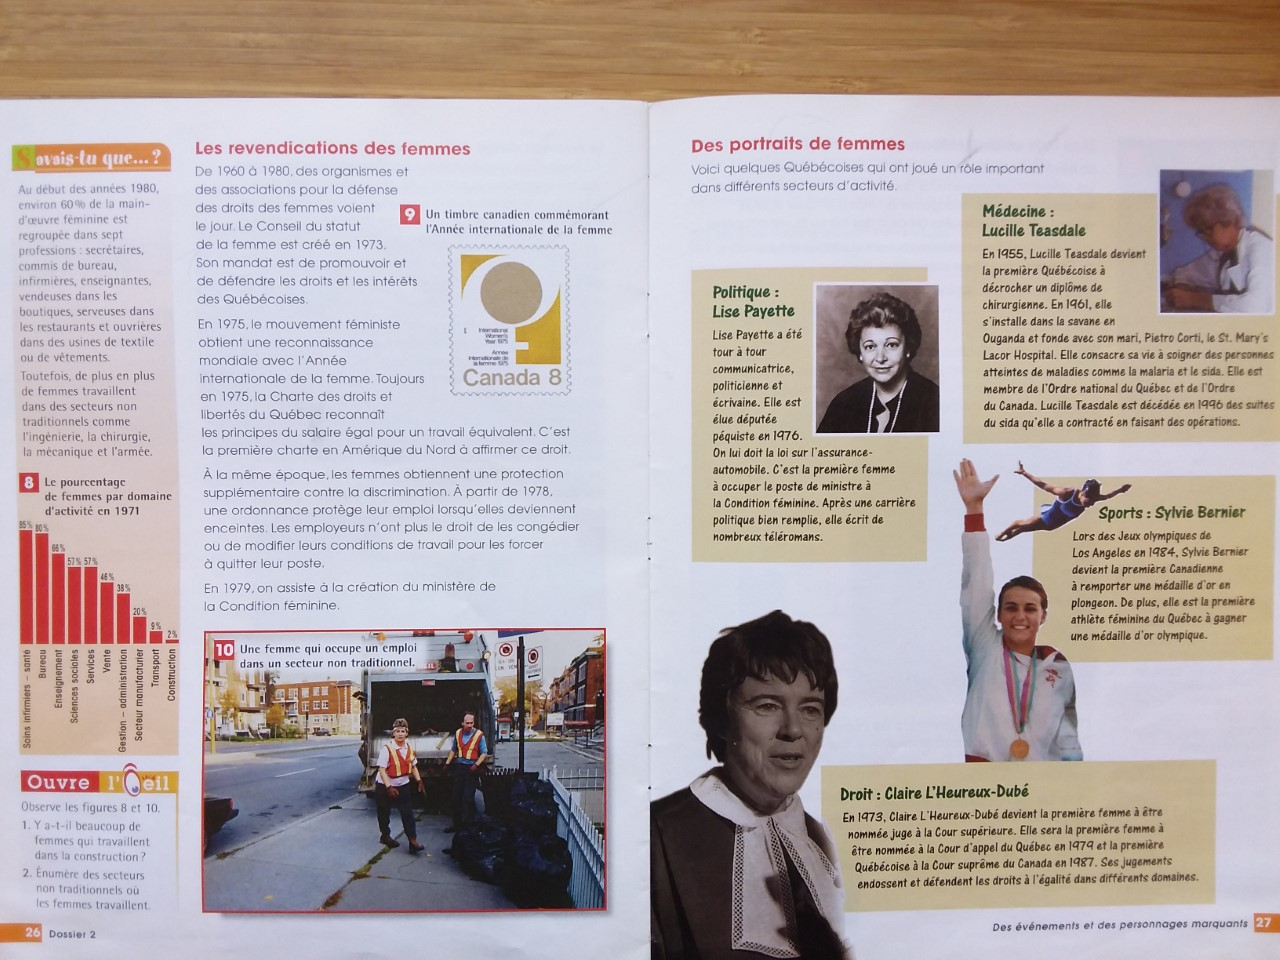 Savais-tu que... ?
Au début des années 1980,
environ 60 % de la main-
d'œuvre féminine est
regroupée dans sept
professions : secrétaires,
commis de bureau,
infirmières, enseignantes,
vendeuses dans les
boutiques, serveuses dans
les restaurants et ouvrières
dans des usines de textile
ou de vêtements.
Toutefois, de plus en plus
de femmes travaillent
dans des secteurs non
traditionnels comme
l'ingénierie, la chirurgie,
la mécanique et l'armée.
8 Le pourcentage
de femmes par domaine
d'activité en 1971
85 %
80 %
66 %
57 %
57 %
46 %
38 %
20 %
9 %
2 %
Soins infirmiers – santé
Bureau
Enseignement
Sciences sociales
Services
Vente
Gestion – administration
Secteur manufacturier
Transport
Construction
Ouvre l'Oeil
Observe les figures 8 et 10.
1. Y a-t-il beaucoup de
femmes qui travaillent
dans la construction ?
2. Énumère des secteurs
non traditionnels où
les femmes travaillent.
26 Dossier 2
Les revendications des femmes
De 1960 à 1980, des organismes et
des associations pour la défense
des droits des femmes voient
le jour. Le Conseil du statut
de la femme est créé en 1973.
Son mandat est de promouvoir et
de défendre les droits et les intérêts
des Québécoises.
En 1975, le mouvement féministe
obtient une reconnaissance
mondiale avec l'Année
internationale de la femme. Toujours
en 1975, la Charte des droits et
libertés du Québec reconnaît
les principes du salaire égal pour un travail équivalent. C'est
la première charte en Amérique du Nord à affirmer ce droit.
À la même époque, les femmes obtiennent une protection
supplémentaire contre la discrimination. À partir de 1978,
une ordonnance protège leur emploi lorsqu'elles deviennent
enceintes. Les employeurs n'ont plus le droit de les congédier
ou de modifier leurs conditions de travail pour les forcer
à quitter leur poste.
En 1979, on assiste à la création du ministère de
la Condition féminine.
9 Un timbre canadien commémorant
l'Année internationale de la femme
1
International
Women's
Year 1975
Année
internationale de
la femme 1975
Canada 8
10 Une femme qui occupe un emploi
dans un secteur non traditionnel.
Des portraits de femmes
Voici quelques Québécoises qui ont joué un rôle important
dans différents secteurs d'activité.
Politique :
Lise Payette
Lise Payette a été
tour à tour
communicatrice,
politicienne et
écrivaine. Elle est
élue députée
péquiste en 1976.
On lui doit la loi sur l'assurance-
automobile. C'est la première femme
à occuper le poste de ministre à
la Condition féminine. Après une carrière
politique bien remplie, elle écrit de
nombreux téléromans.
Médecine :
Lucille Teasdale
En 1955, Lucille Teasdale devient
la première Québécoise à
décrocher un diplôme de
chirurgienne. En 1961, elle
s'installe dans la savane en
Ouganda et fonde avec son mari, Pietro Corti, le St. Mary's
Lacor Hospital. Elle consacre sa vie à soigner des personnes
atteintes de maladies comme la malaria et le sida. Elle est
membre de l'Ordre national du Québec et de l'Ordre
du Canada. Lucille Teasdale est décédée en 1996 des suites
du sida qu'elle a contracté en faisant des opérations.
Sports : Sylvie Bernier
Lors des Jeux olympiques de
Los Angeles en 1984, Sylvie Bernier
devient la première Canadienne
à remporter une médaille d'or en
plongeon. De plus, elle est la première
athlète féminine du Québec à gagner
une médaille d'or olympique.
Droit : Claire L'Heureux-Dubé
En 1973, Claire L'Heureux-Dubé devient la première femme à être
nommée juge à la Cour supérieure. Elle sera la première femme à
être nommée à la Cour d'appel du Québec en 1979 et la première
Québécoise à la Cour suprême du Canada en 1987. Ses jugements
endossent et défendent les droits à l'égalité dans différents domaines.
Des événements et des personnages marquants 27